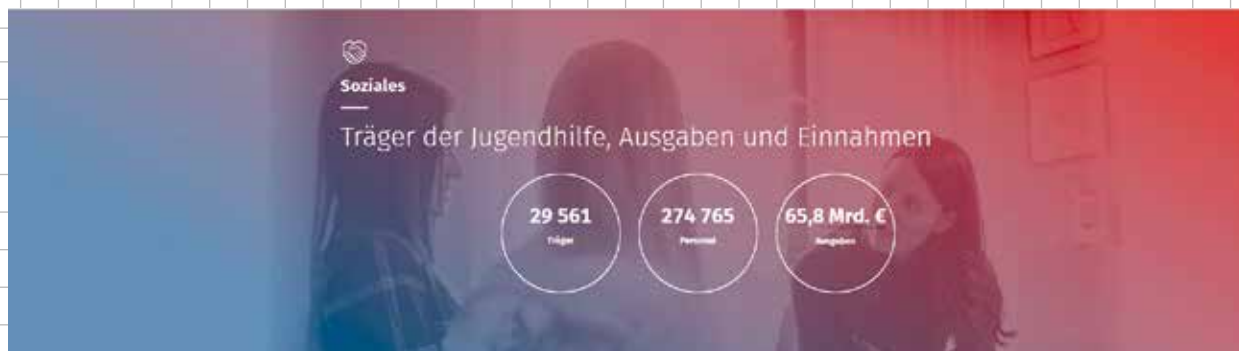 Soziales
Träger der Jugendhilfe, Ausgaben und Einnahmen
29 561
274 765
65,8 Mrd. €
Träger
Personal
Ausgaben